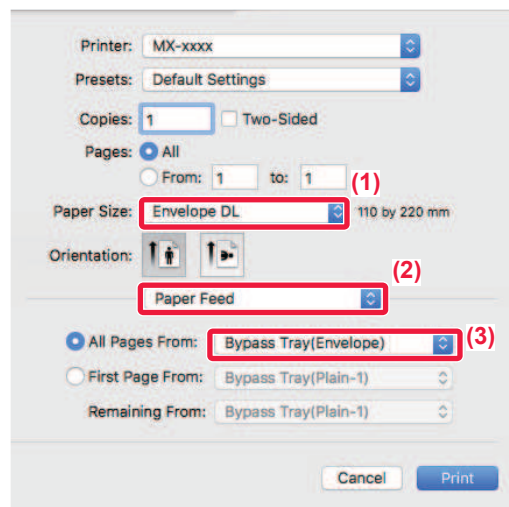 Printer: MX-xxxx
Presets: Default Settings
Copies: 1 Two-Sided
Pages: All
From: 1 to: 1
(1)
Paper Size: Envelope DL 110 by 220 mm
Orientation:
(2)
Paper Feed
All Pages From: Bypass Tray(Envelope) (3)
First Page From: Bypass Tray(Plain-1)
Remaining From: Bypass Tray(Plain-1)
Cancel Print